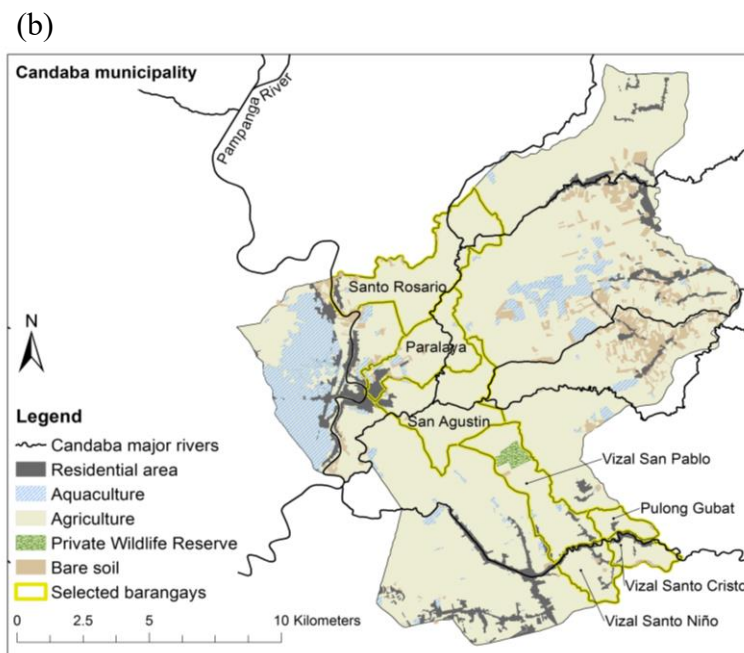 (b)
Candaba municipality
Pampanga River
Santo Rosario
Paralaya
San Agustin
Vizal San Pablo
Pulong Gubat
Vizal Santo Cristo
Vizal Santo Niño
N
Legend
Candaba major rivers
Residential area
Aquaculture
Agriculture
Private Wildlife Reserve
Bare soil
Selected barangays
0 2.5 5 10 Kilometers